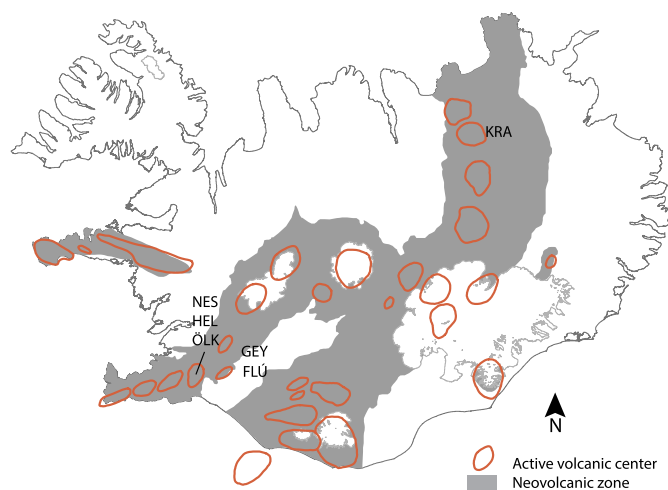 KRA
NES
HEL
ÖLK
GEY
FLÚ
N
Active volcanic center
Neovolcanic zone